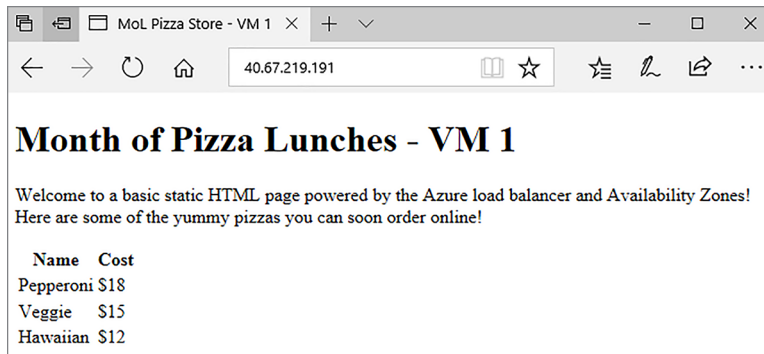 MoL Pizza Store - VM 1
40.67.219.191
Month of Pizza Lunches - VM 1
Welcome to a basic static HTML page powered by the Azure load balancer and Availability Zones!
Here are some of the yummy pizzas you can soon order online!
Name Cost
Pepperoni $18
Veggie $15
Hawaiian $12